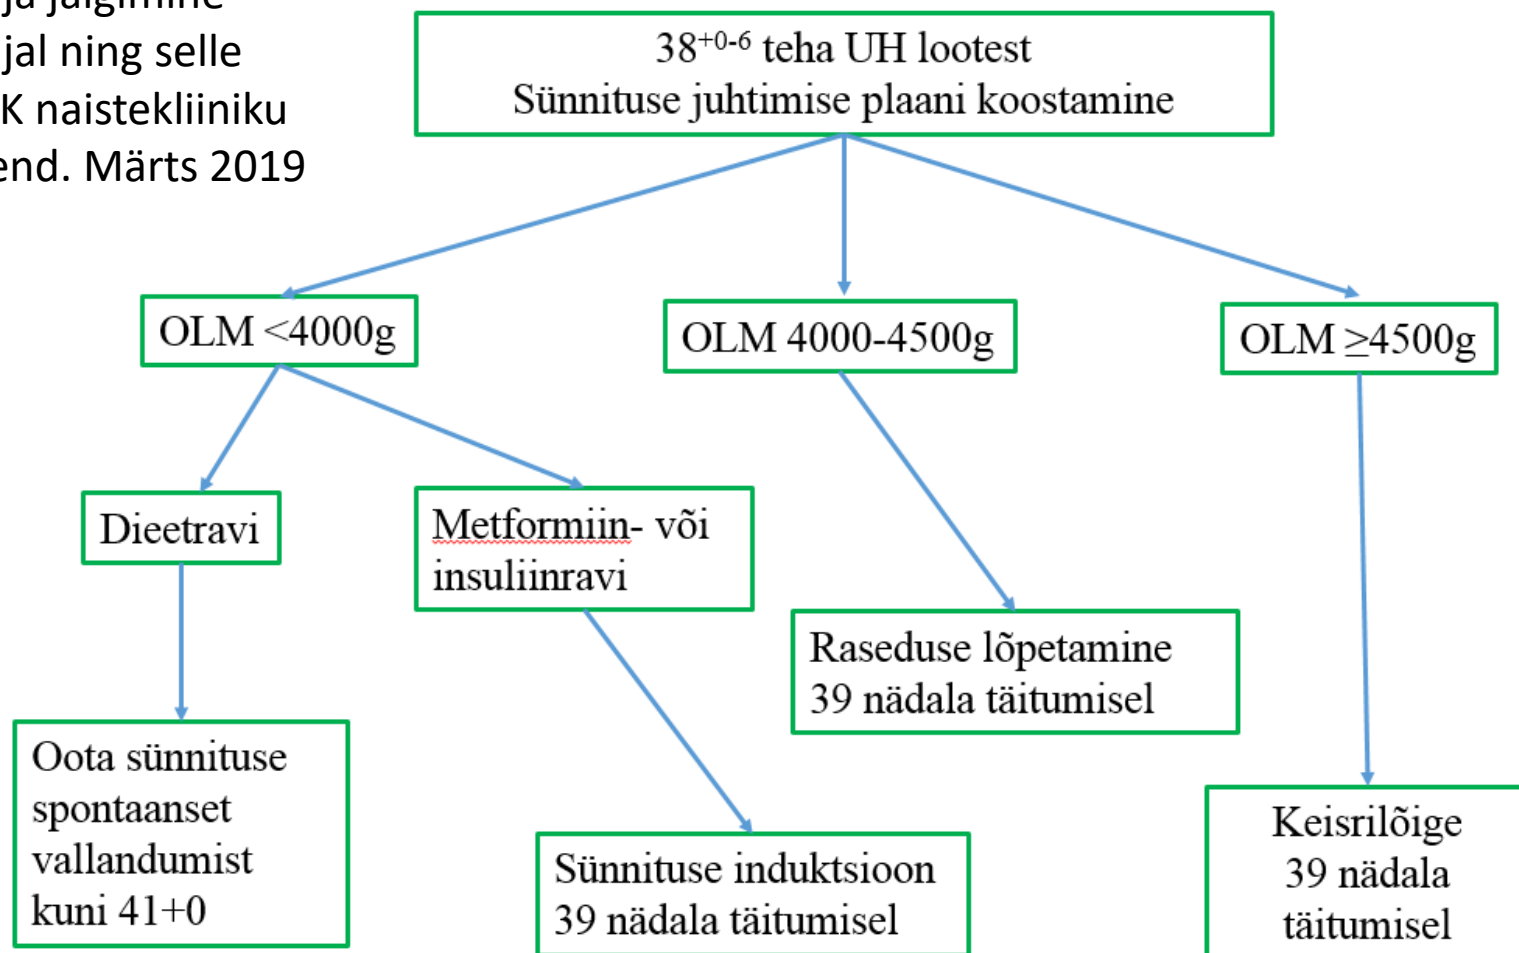 ja jälgimine
jal ning selle
K naistekliiniku
end. Märts 2019
38+0-6 teha UH lootest
Sünnituse juhtimise plaani koostamine
OLM <4000g
OLM 4000-4500g
OLM ≥4500g
Dieetravi
Metformiin- või
insuliinravi
Raseduse lõpetamine
39 nädala täitumisel
Oota sünnituse
spontaanset
vallandumist
kuni 41+0
Sünnituse induktsioon
39 nädala täitumisel
Keisrilõige
39 nädala
täitumisel